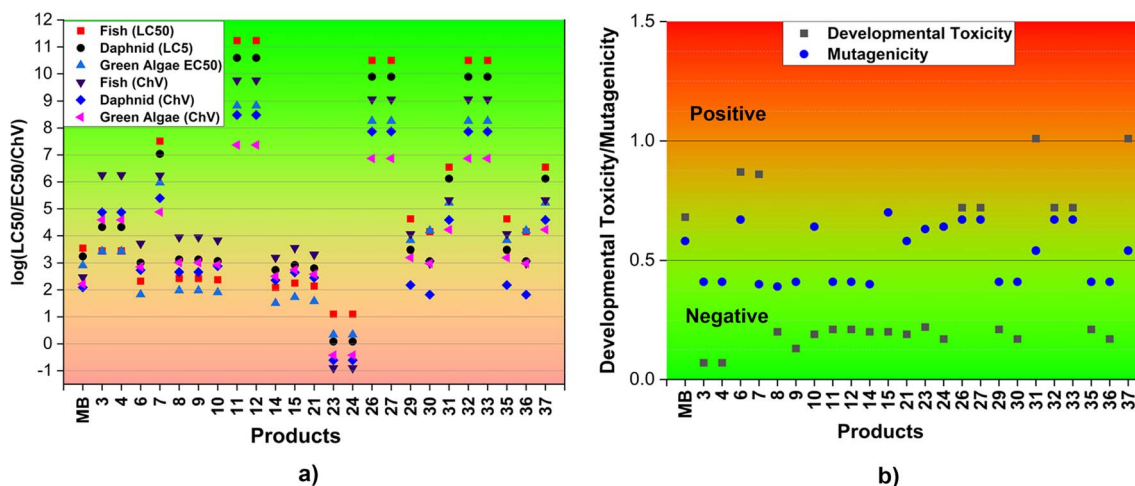 12
11
10
9
8
7
6
5
4
3
2
1
0
-1
log(LC50/EC50/ChV)
Fish (LC50)
Daphnid (LC5)
Green Algae EC50)
Fish (ChV)
Daphnid (ChV)
Green Algae (ChV)
MB 3 4 6 7 8 9 10 11 12 14 15 21 23 24 26 27 29 30 31 32 33 35 36 37
Products
a)
1.5
1.0
0.5
0.0
Developmental Toxicity/Mutagenicity
Developmental Toxicity
Mutagenicity
Positive
Negative
MB 3 4 6 7 8 9 10 11 12 14 15 21 23 24 26 27 29 30 31 32 33 35 36 37
Products
b)